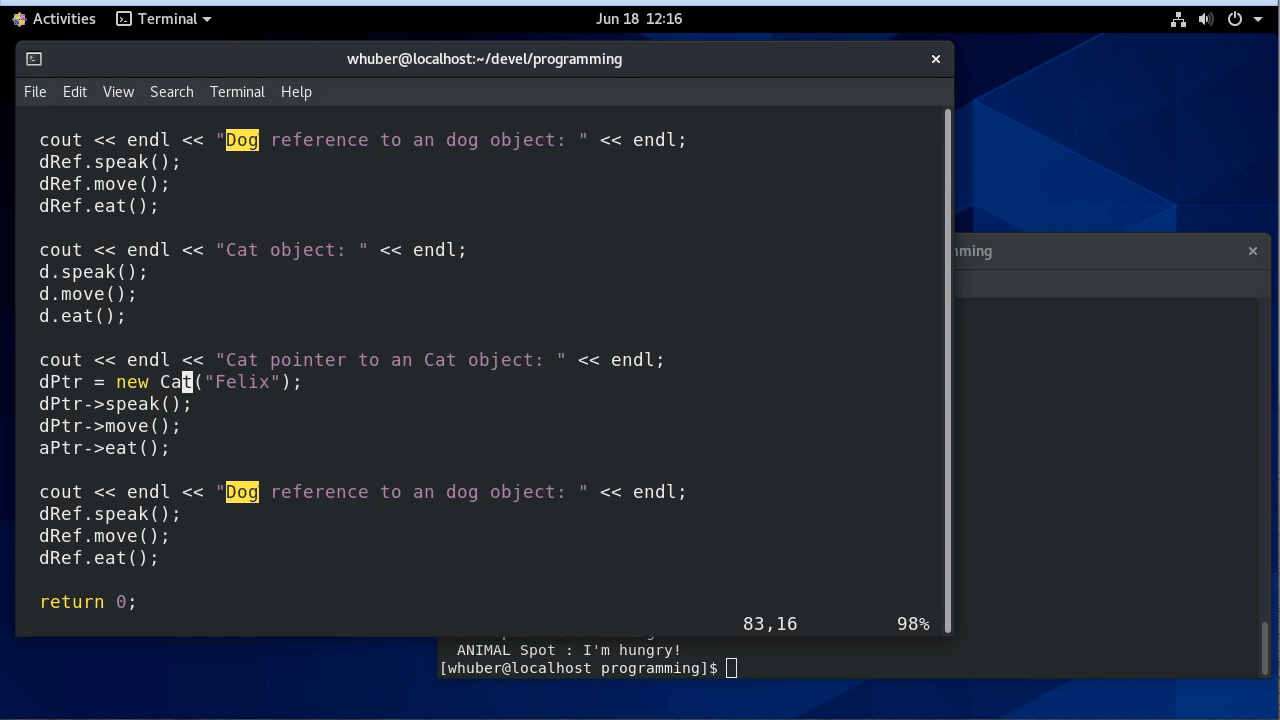 Activities Terminal Jun 18 12:16
whuber@localhost:~/devel/programming
File Edit View Search Terminal Help
cout << endl << "Dog reference to an dog object: " << endl;
dRef.speak();
dRef.move();
dRef.eat();
cout << endl << "Cat object: " << endl;
d.speak();
d.move();
d.eat();
cout << endl << "Cat pointer to an Cat object: " << endl;
dPtr = new Cat("Felix");
dPtr->speak();
dPtr->move();
aPtr->eat();
cout << endl << "Dog reference to an dog object: " << endl;
dRef.speak();
dRef.move();
dRef.eat();
return 0;
83,16 98%
mming
ANIMAL Spot : I'm hungry!
[whuber@localhost programming]$